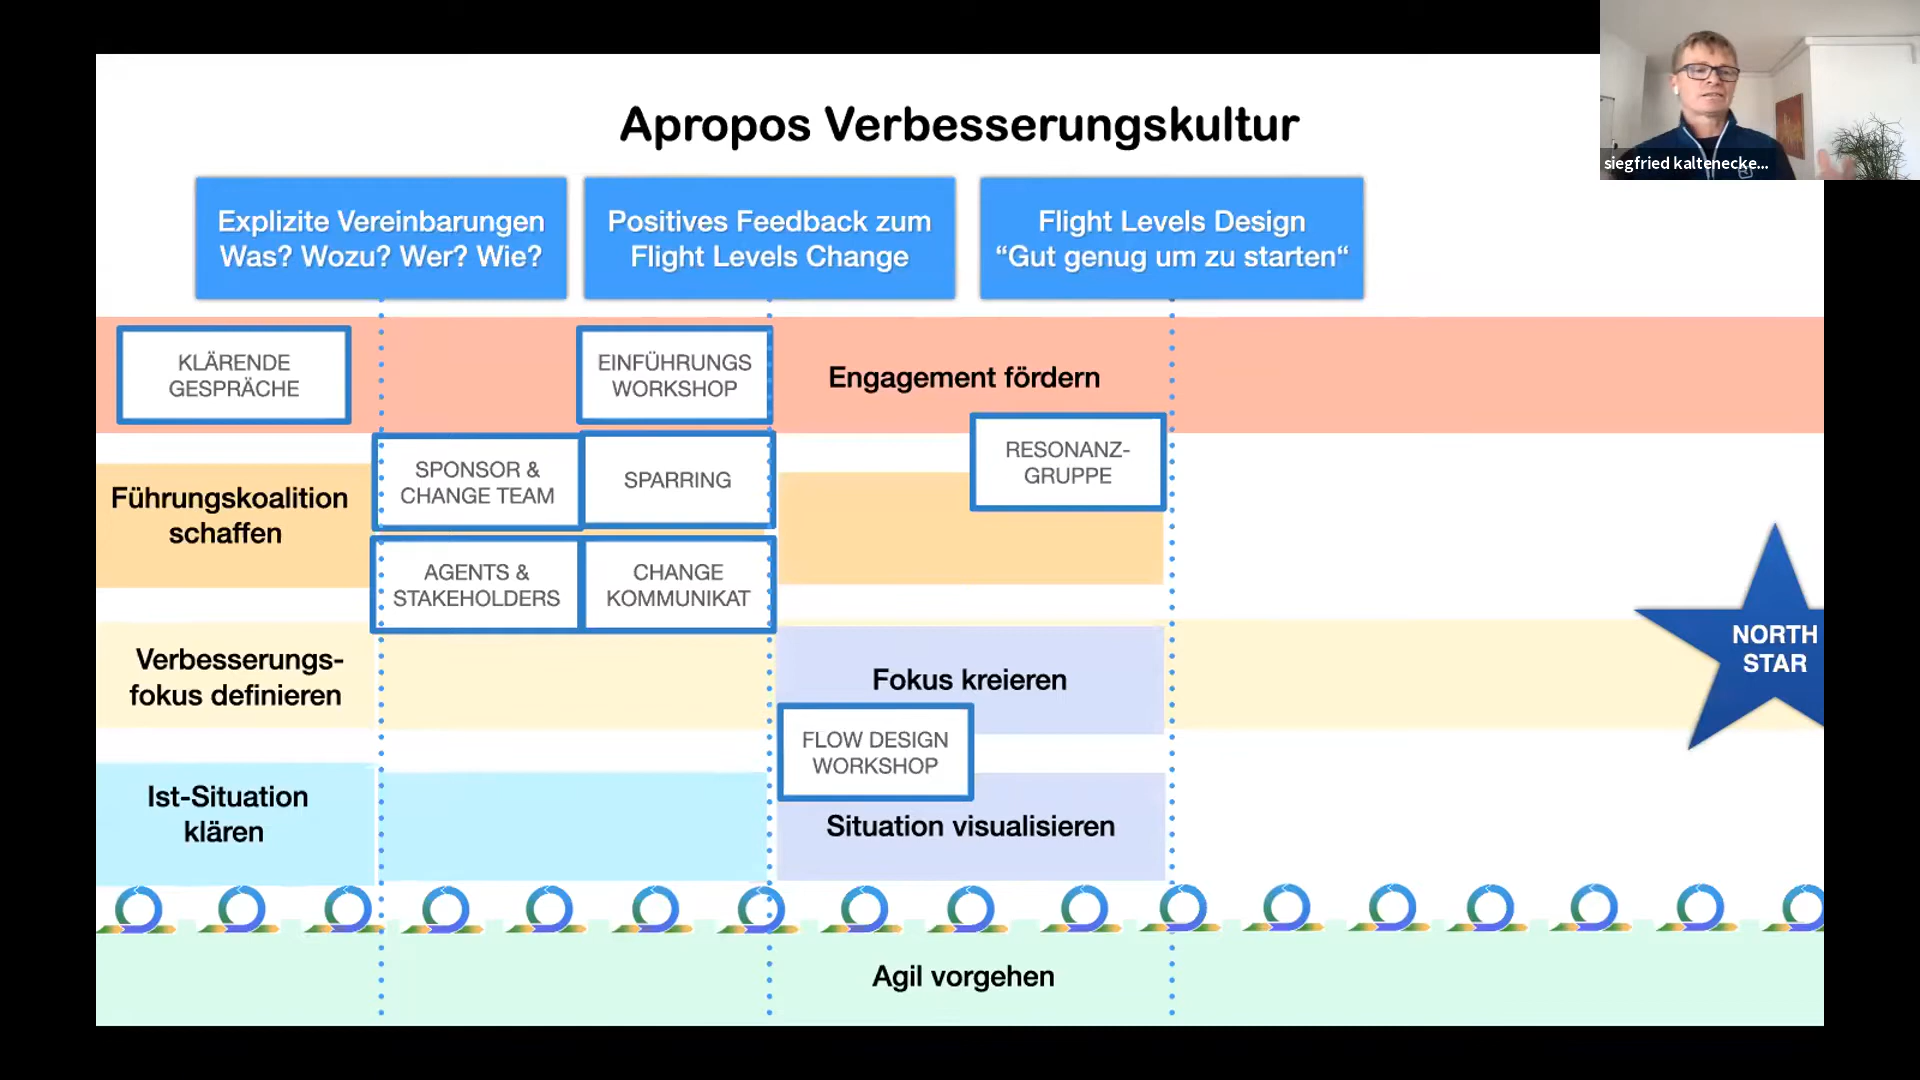 Apropos Verbesserungskultur
siegfried kaltenecke...
Explizite Vereinbarungen
Was? Wozu? Wer? Wie?
Positives Feedback zum
Flight Levels Change
Flight Levels Design
“Gut genug um zu starten“
KLÄRENDE
GESPRÄCHE
EINFÜHRUNGS
WORKSHOP
Engagement fördern
RESONANZ-
GRUPPE
Führungskoalition
schaffen
SPONSOR &
CHANGE TEAM
SPARRING
AGENTS &
STAKEHOLDERS
CHANGE
KOMMUNIKAT
Verbesserungs-
fokus definieren
Fokus kreieren
NORTH
STAR
FLOW DESIGN
WORKSHOP
Ist-Situation
klären
Situation visualisieren
Agil vorgehen